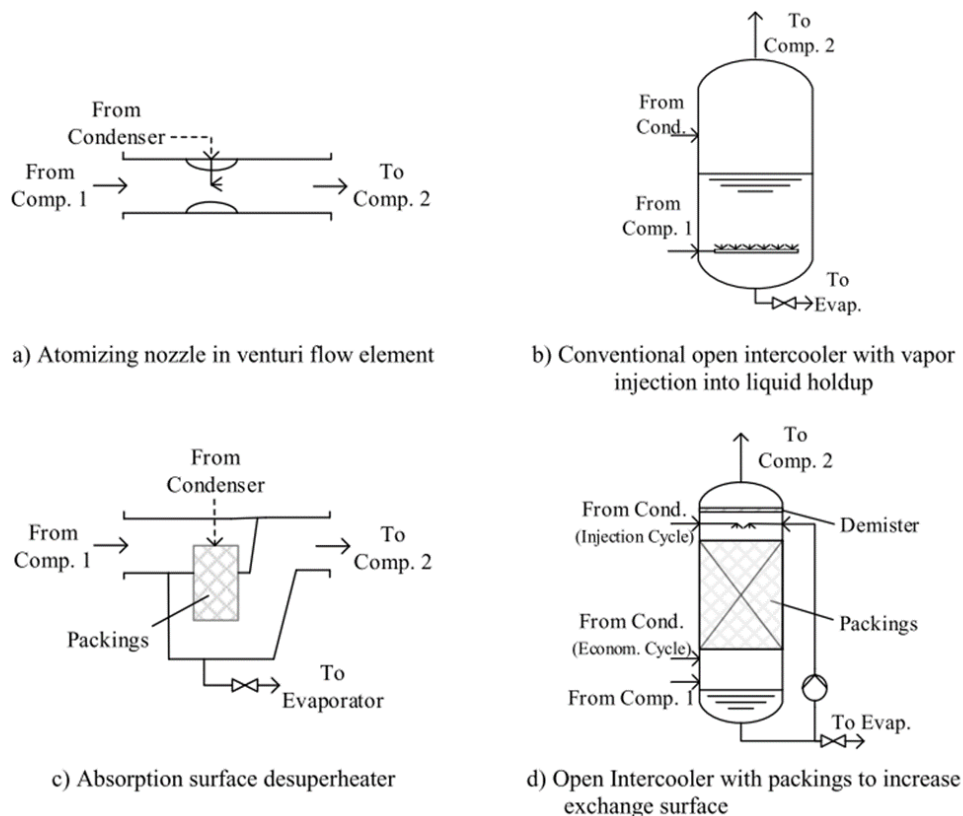 From
Condenser
From
Comp. 1
To
Comp. 2
a) Atomizing nozzle in venturi flow element
To
Comp. 2
From
Cond.
From
Comp. 1
To
Evap.
b) Conventional open intercooler with vapor
injection into liquid holdup
From
Condenser
From
Comp. 1
To
Comp. 2
Packings
To
Evaporator
c) Absorption surface desuperheater
To
Comp. 2
From Cond.
(Injection Cycle)
Demister
Packings
From Cond.
(Econom. Cycle)
From Comp. 1
To Evap.
d) Open Intercooler with packings to increase
exchange surface